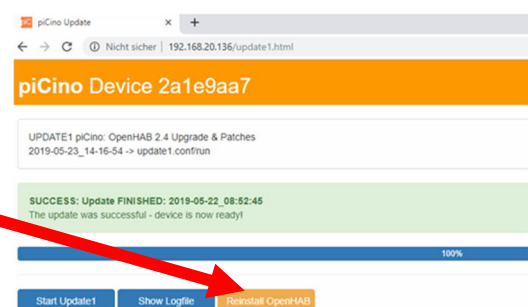 piCino Update
Nicht sicher | 192.168.20.136/update1.html
piCino Device 2a1e9aa7
UPDATE1 piCino: OpenHAB 2.4 Upgrade & Patches
2019-05-23_14-16-54 -> update1.conf/run
SUCCESS: Update FINISHED: 2019-05-22_08:52:45
The update was successful - device is now ready!
100%
Start Update1 Show Logfile Reinstall OpenHAB